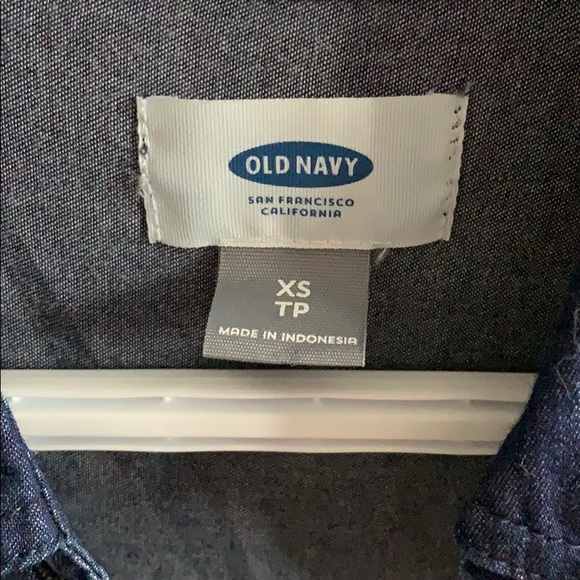 OLD NAVY
SAN FRANCISCO
CALIFORNIA
XS
TP
MADE IN INDONESIA